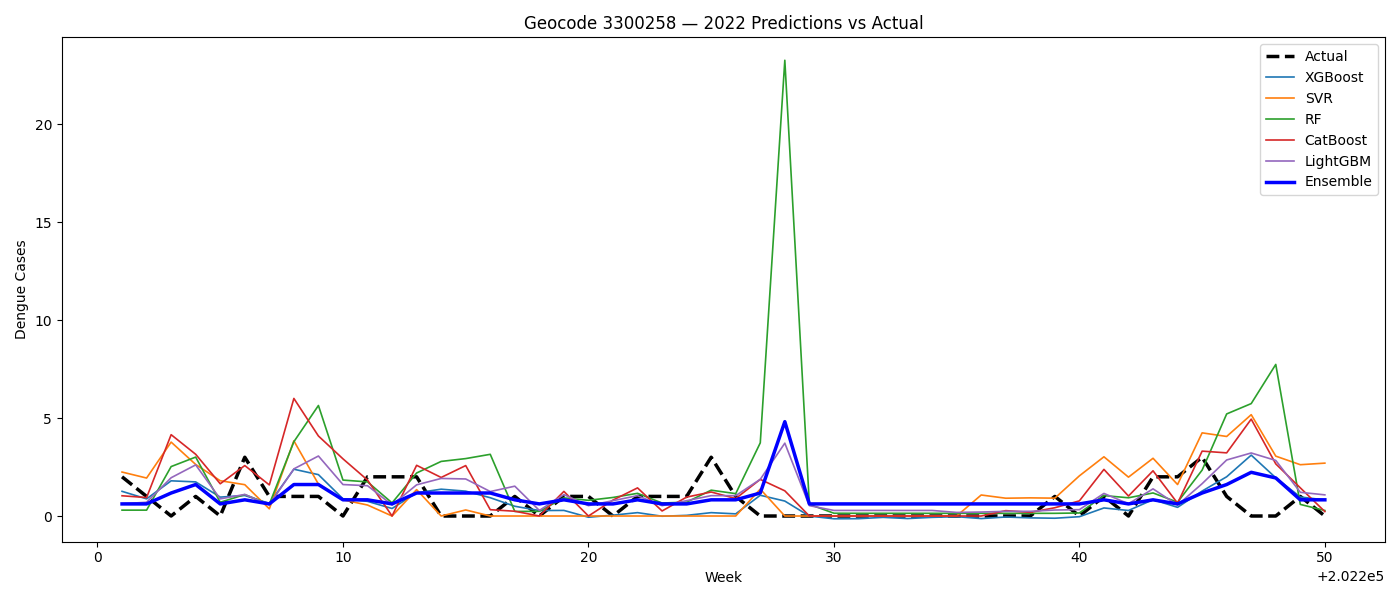 Geocode 3300258 — 2022 Predictions vs Actual
Dengue Cases
20
15
10
5
0
Actual
XGBoost
SVR
RF
CatBoost
LightGBM
Ensemble
0 10 20 30 40 50
Week
+2.022e5